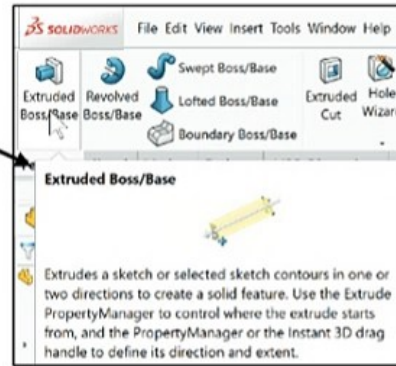 3S SOLIDWORKS File Edit View Insert Tools Window Help
Extruded Boss/Base
Revolved Boss/Base
Swept Boss/Base
Lofted Boss/Base
Boundary Boss/Base
Extruded Cut
Hole Wizar
Extruded Boss/Base
Extrudes a sketch or selected sketch contours in one or
two directions to create a solid feature. Use the Extrude
PropertyManager to control where the extrude starts
from, and the PropertyManager or the Instant 3D drag
handle to define its direction and extent.